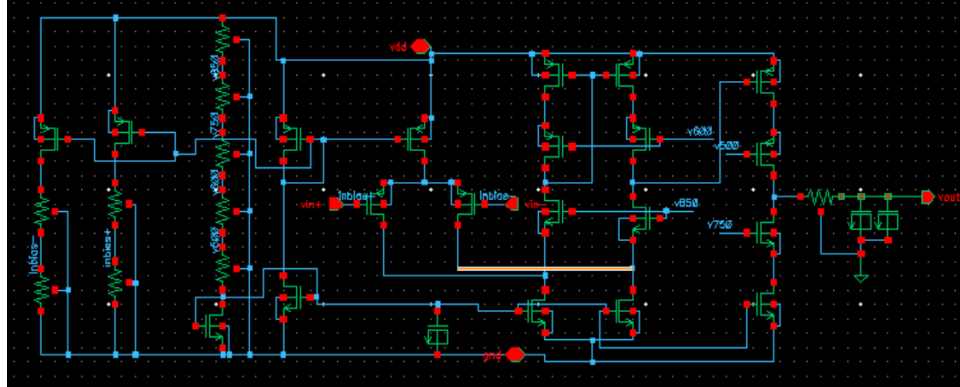 vdd
v850
v750
v600
v500
v600
v500
Inbias-
Inbias+
vin+
vin-
v850
v750
vout
Inbias-
inbias+
gnd